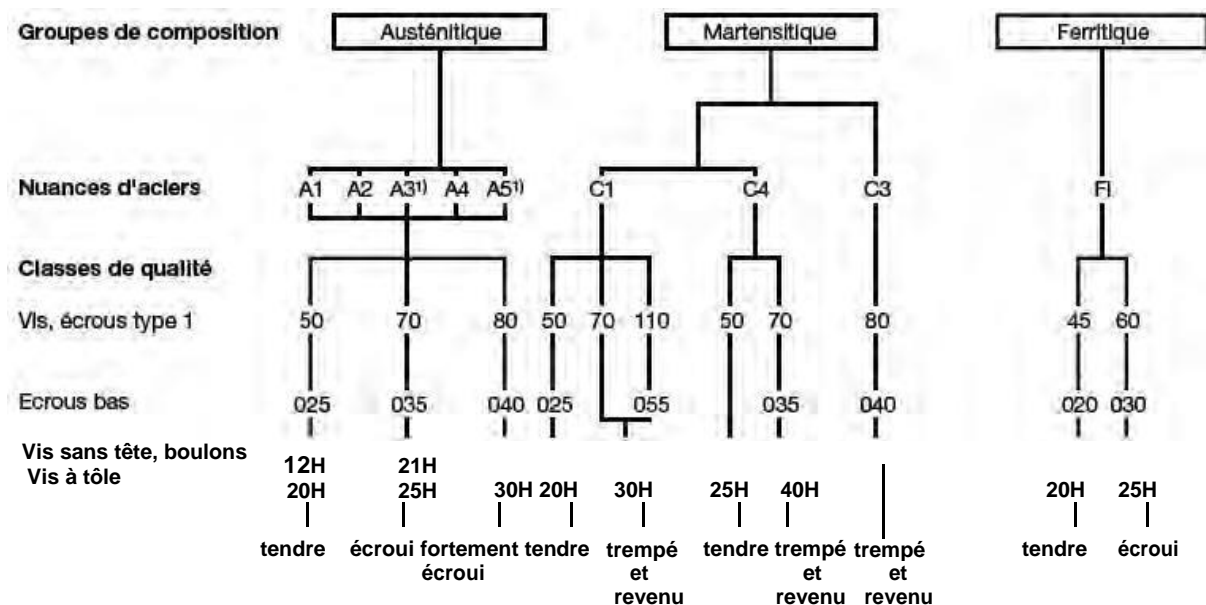 Groupes de composition Austénitique Martensitique Ferritique
Nuances d'aciers A1 A2 A3¹⁾ A4 A5¹⁾ C1 C4 C3 FI
Classes de qualité
Vis, écrous type 1 50 70 80 50 70 110 50 70 80 45 60
Ecrous bas 025 035 040 025 055 035 040 020 030
Vis sans tête, boulons
12H 21H
Vis à tôle
20H 25H 30H 20H 30H 25H 40H 20H 25H
tendre écroui fortement tendre trempé tendre trempé trempé tendre écroui
écroui et et et
revenu revenu revenu